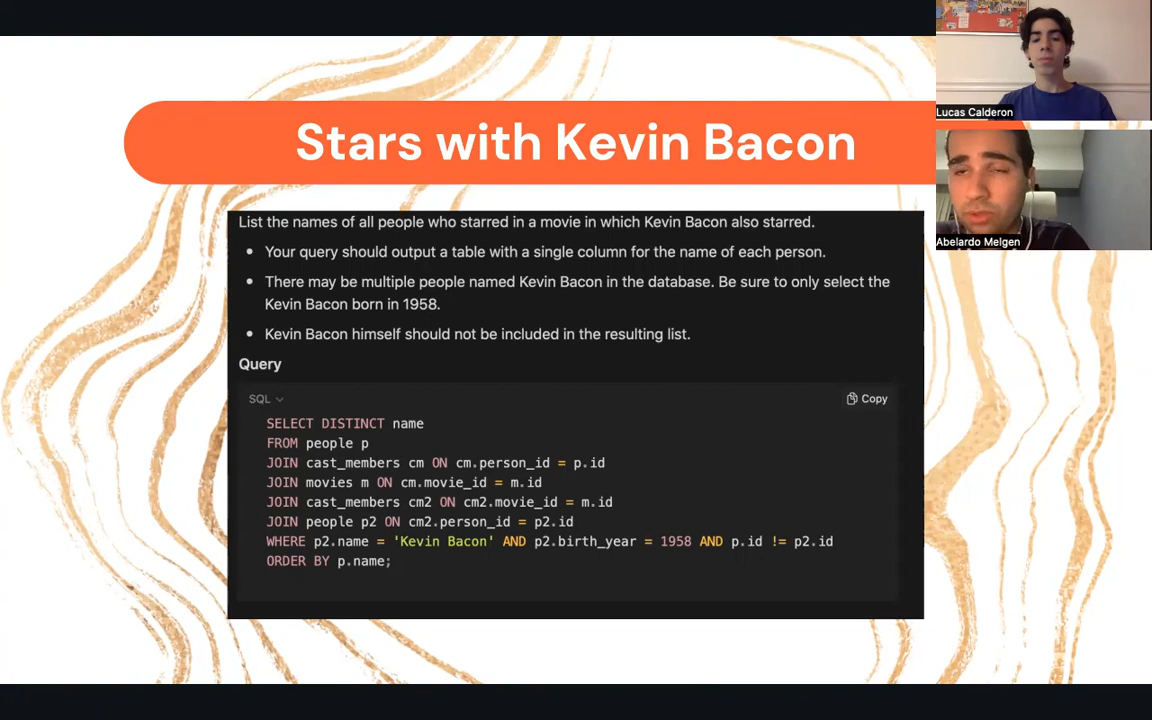 Stars with Kevin Bacon
Lucas Calderon
Abelardo Melgen
List the names of all people who starred in a movie in which Kevin Bacon also starred.
• Your query should output a table with a single column for the name of each person.
• There may be multiple people named Kevin Bacon in the database. Be sure to only select the
Kevin Bacon born in 1958.
• Kevin Bacon himself should not be included in the resulting list.
Query
SQL
Copy
SELECT DISTINCT name
FROM people p
JOIN cast_members cm ON cm.person_id = p.id
JOIN movies m ON cm.movie_id = m.id
JOIN cast_members cm2 ON cm2.movie_id = m.id
JOIN people p2 ON cm2.person_id = p2.id
WHERE p2.name = 'Kevin Bacon' AND p2.birth_year = 1958 AND p.id != p2.id
ORDER BY p.name;